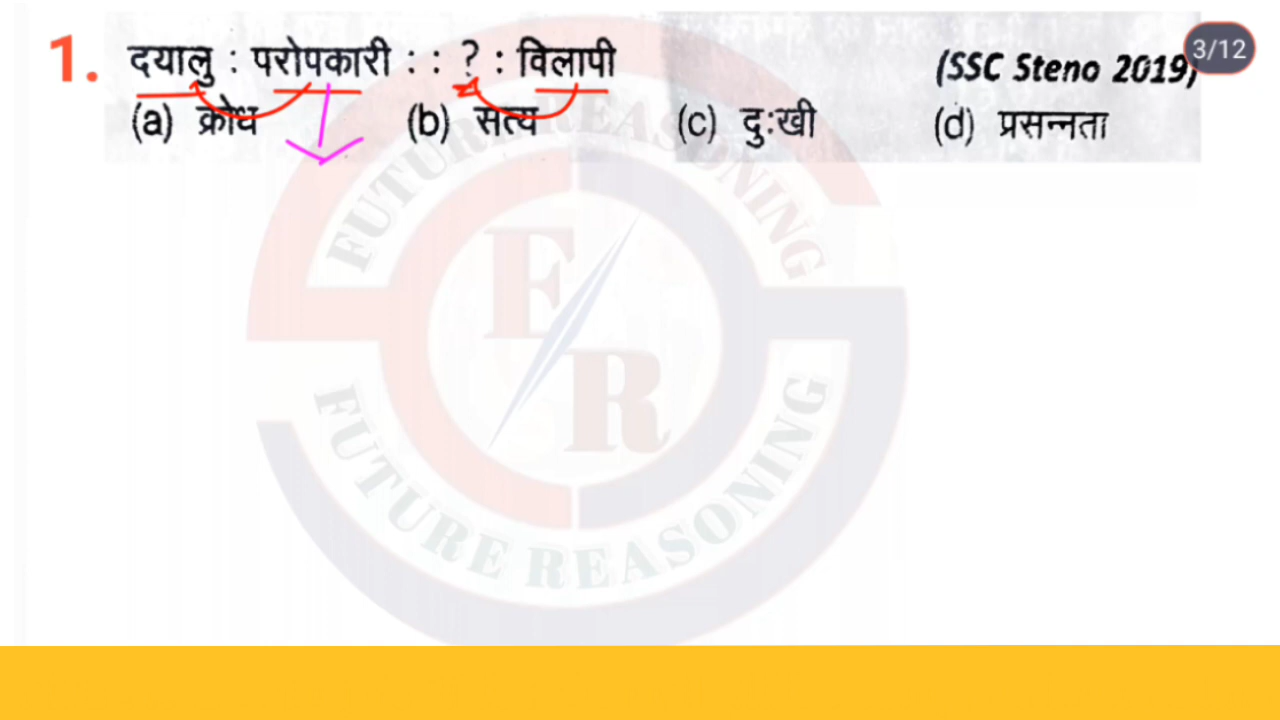 1. दयालु : परोपकारी : : ? : विलापी (SSC Steno 2019)
3/12
(a) क्रोध (b) सत्य (c) दुःखी (d) प्रसन्नता
FUTURE REASONING
F
R
FUTURE REASONING